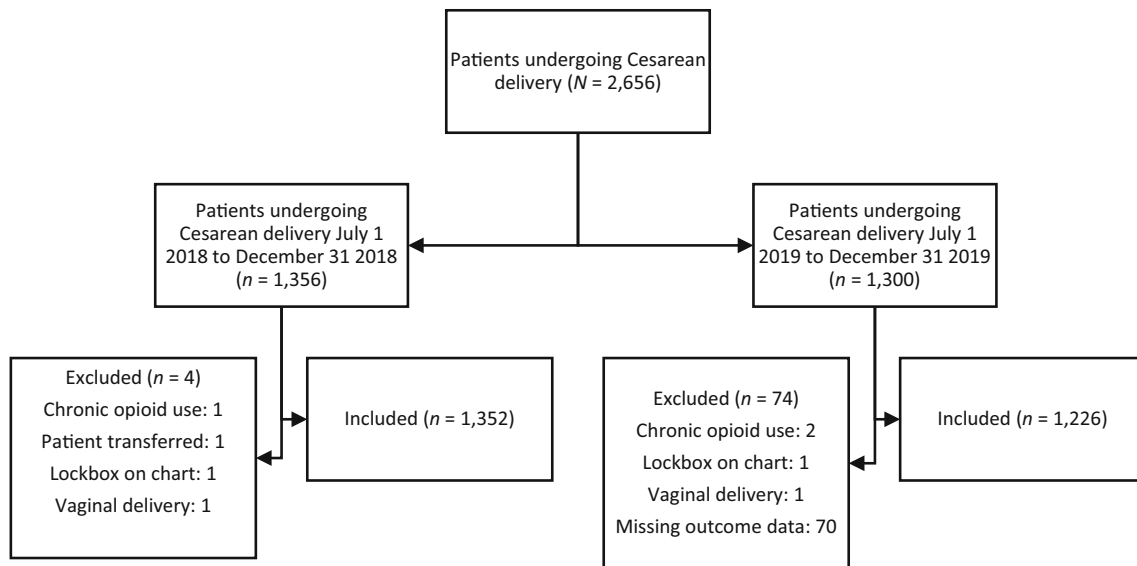 Patients undergoing Cesarean
delivery (N = 2,656)
Patients undergoing
Cesarean delivery July 1
2018 to December 31 2018
(n = 1,356)
Patients undergoing
Cesarean delivery July 1
2019 to December 31 2019
(n = 1,300)
Excluded (n = 4)
Chronic opioid use: 1
Patient transferred: 1
Lockbox on chart: 1
Vaginal delivery: 1
Included (n = 1,352)
Excluded (n = 74)
Chronic opioid use: 2
Lockbox on chart: 1
Vaginal delivery: 1
Missing outcome data: 70
Included (n = 1,226)